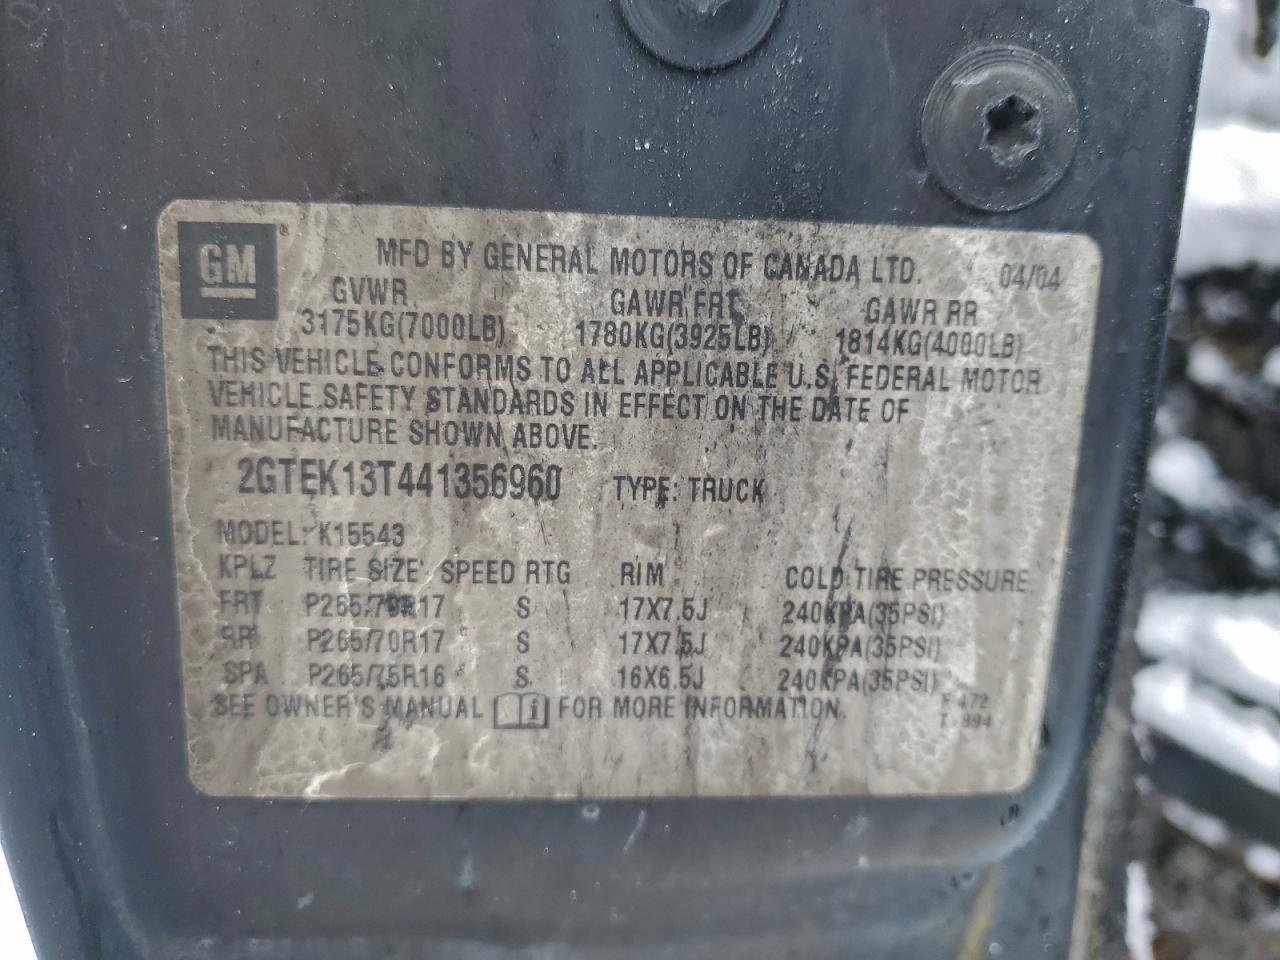 GM ® MFD BY GENERAL MOTORS OF CANADA LTD. 04/04
GVWR GAWR FRT GAWR RR
3175KG(7000LB) 1780KG(3925LB) 1814KG(4000LB)
THIS VEHICLE CONFORMS TO ALL APPLICABLE U.S. FEDERAL MOTOR
VEHICLE SAFETY STANDARDS IN EFFECT ON THE DATE OF
MANUFACTURE SHOWN ABOVE.
2GTEK13T441356960 TYPE: TRUCK
MODEL: K15543
KPLZ TIRE SIZE SPEED RTG RIM COLD TIRE PRESSURE
FRT P265/70R17 S 17X7.5J 240KPA(35PSI)
RR P265/70R17 S 17X7.5J 240KPA(35PSI)
SPA P265/75R16 S 16X6.5J 240KPA(35PSI)
SEE OWNER'S MANUAL i FOR MORE INFORMATION.